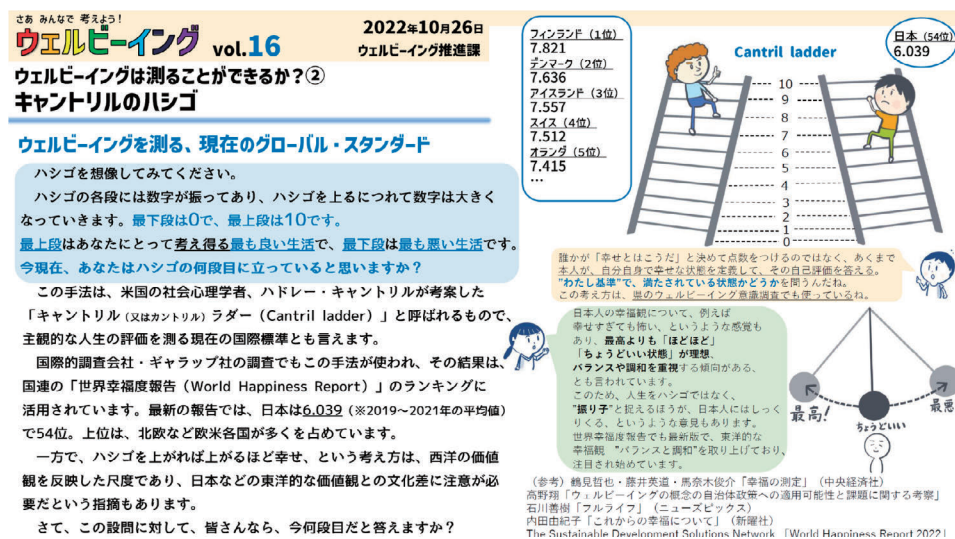 さあ みんなで 考えよう！
ウェルビーイング vol.16
2022年10月26日
ウェルビーイング推進課
ウェルビーイングは測ることができるか？②
キャントリルのハシゴ
ウェルビーイングを測る、現在のグローバル・スタンダード
ハシゴを想像してみてください。
ハシゴの各段には数字が振ってあり、ハシゴを上るにつれて数字は大きく
なっていきます。最下段は0で、最上段は10です。
最上段はあなたにとって考え得る最も良い生活で、最下段は最も悪い生活です。
今現在、あなたはハシゴの何段目に立っていると思いますか？
この手法は、米国の社会心理学者、ハドレー・キャントリルが考案した
「キャントリル（又はカントリル）ラダー（Cantril ladder）」と呼ばれるもので、
主観的な人生の評価を測る現在の国際標準とも言えます。
国際的調査会社・ギャラップ社の調査でもこの手法が使われ、その結果は、
国連の「世界幸福度報告（World Happiness Report）」のランキングに
活用されています。最新の報告では、日本は6.039（※2019～2021年の平均値）
で54位。上位は、北欧など欧米各国が多くを占めています。
一方で、ハシゴを上がれば上がるほど幸せ、という考え方は、西洋の価値
観を反映した尺度であり、日本などの東洋的な価値観との文化差に注意が必
要だという指摘もあります。
さて、この設問に対して、皆さんなら、今何段目だと答えますか？
フィンランド（1位）
7.821
デンマーク（2位）
7.636
アイスランド（3位）
7.557
スイス（4位）
7.512
オランダ（5位）
7.415
…
Cantril ladder
日本（54位）
6.039
10
9
8
7
6
5
4
3
2
1
0
誰かが「幸せとはこうだ」と決めて点数をつけるのではなく、あくまで
本人が、自分自身で幸せな状態を定義して、その自己評価を答える。
"わたし基準"で、満たされている状態かどうかを問うんだね。
この考え方は、県のウェルビーイング意識調査でも使っているね。
日本人の幸福観について、例えば
幸せすぎても怖い、というような感覚も
あり、最高よりも「ほどほど」
「ちょうどいい状態」が理想、
バランスや調和を重視する傾向がある、
とも言われています。
このため、人生をハシゴではなく、
"振り子"と捉えるほうが、日本人にはしっく
りくる、というような意見もあります。
世界幸福度報告でも最新版で、東洋的な
幸福観 "バランスと調和"を取り上げており、
注目され始めています。
最高！
ちょうどいい
最悪
（参考）鶴見哲也・藤井英道・馬奈木俊介「幸福の測定」（中央経済社）
高野翔「ウェルビーイングの概念の自治体政策への適用可能性と課題に関する考察」
石川善樹「フルライフ」（ニューズピックス）
内田由紀子「これからの幸福について」（新曜社）
The Sustainable Development Solutions Network 「World Happiness Report 2022」